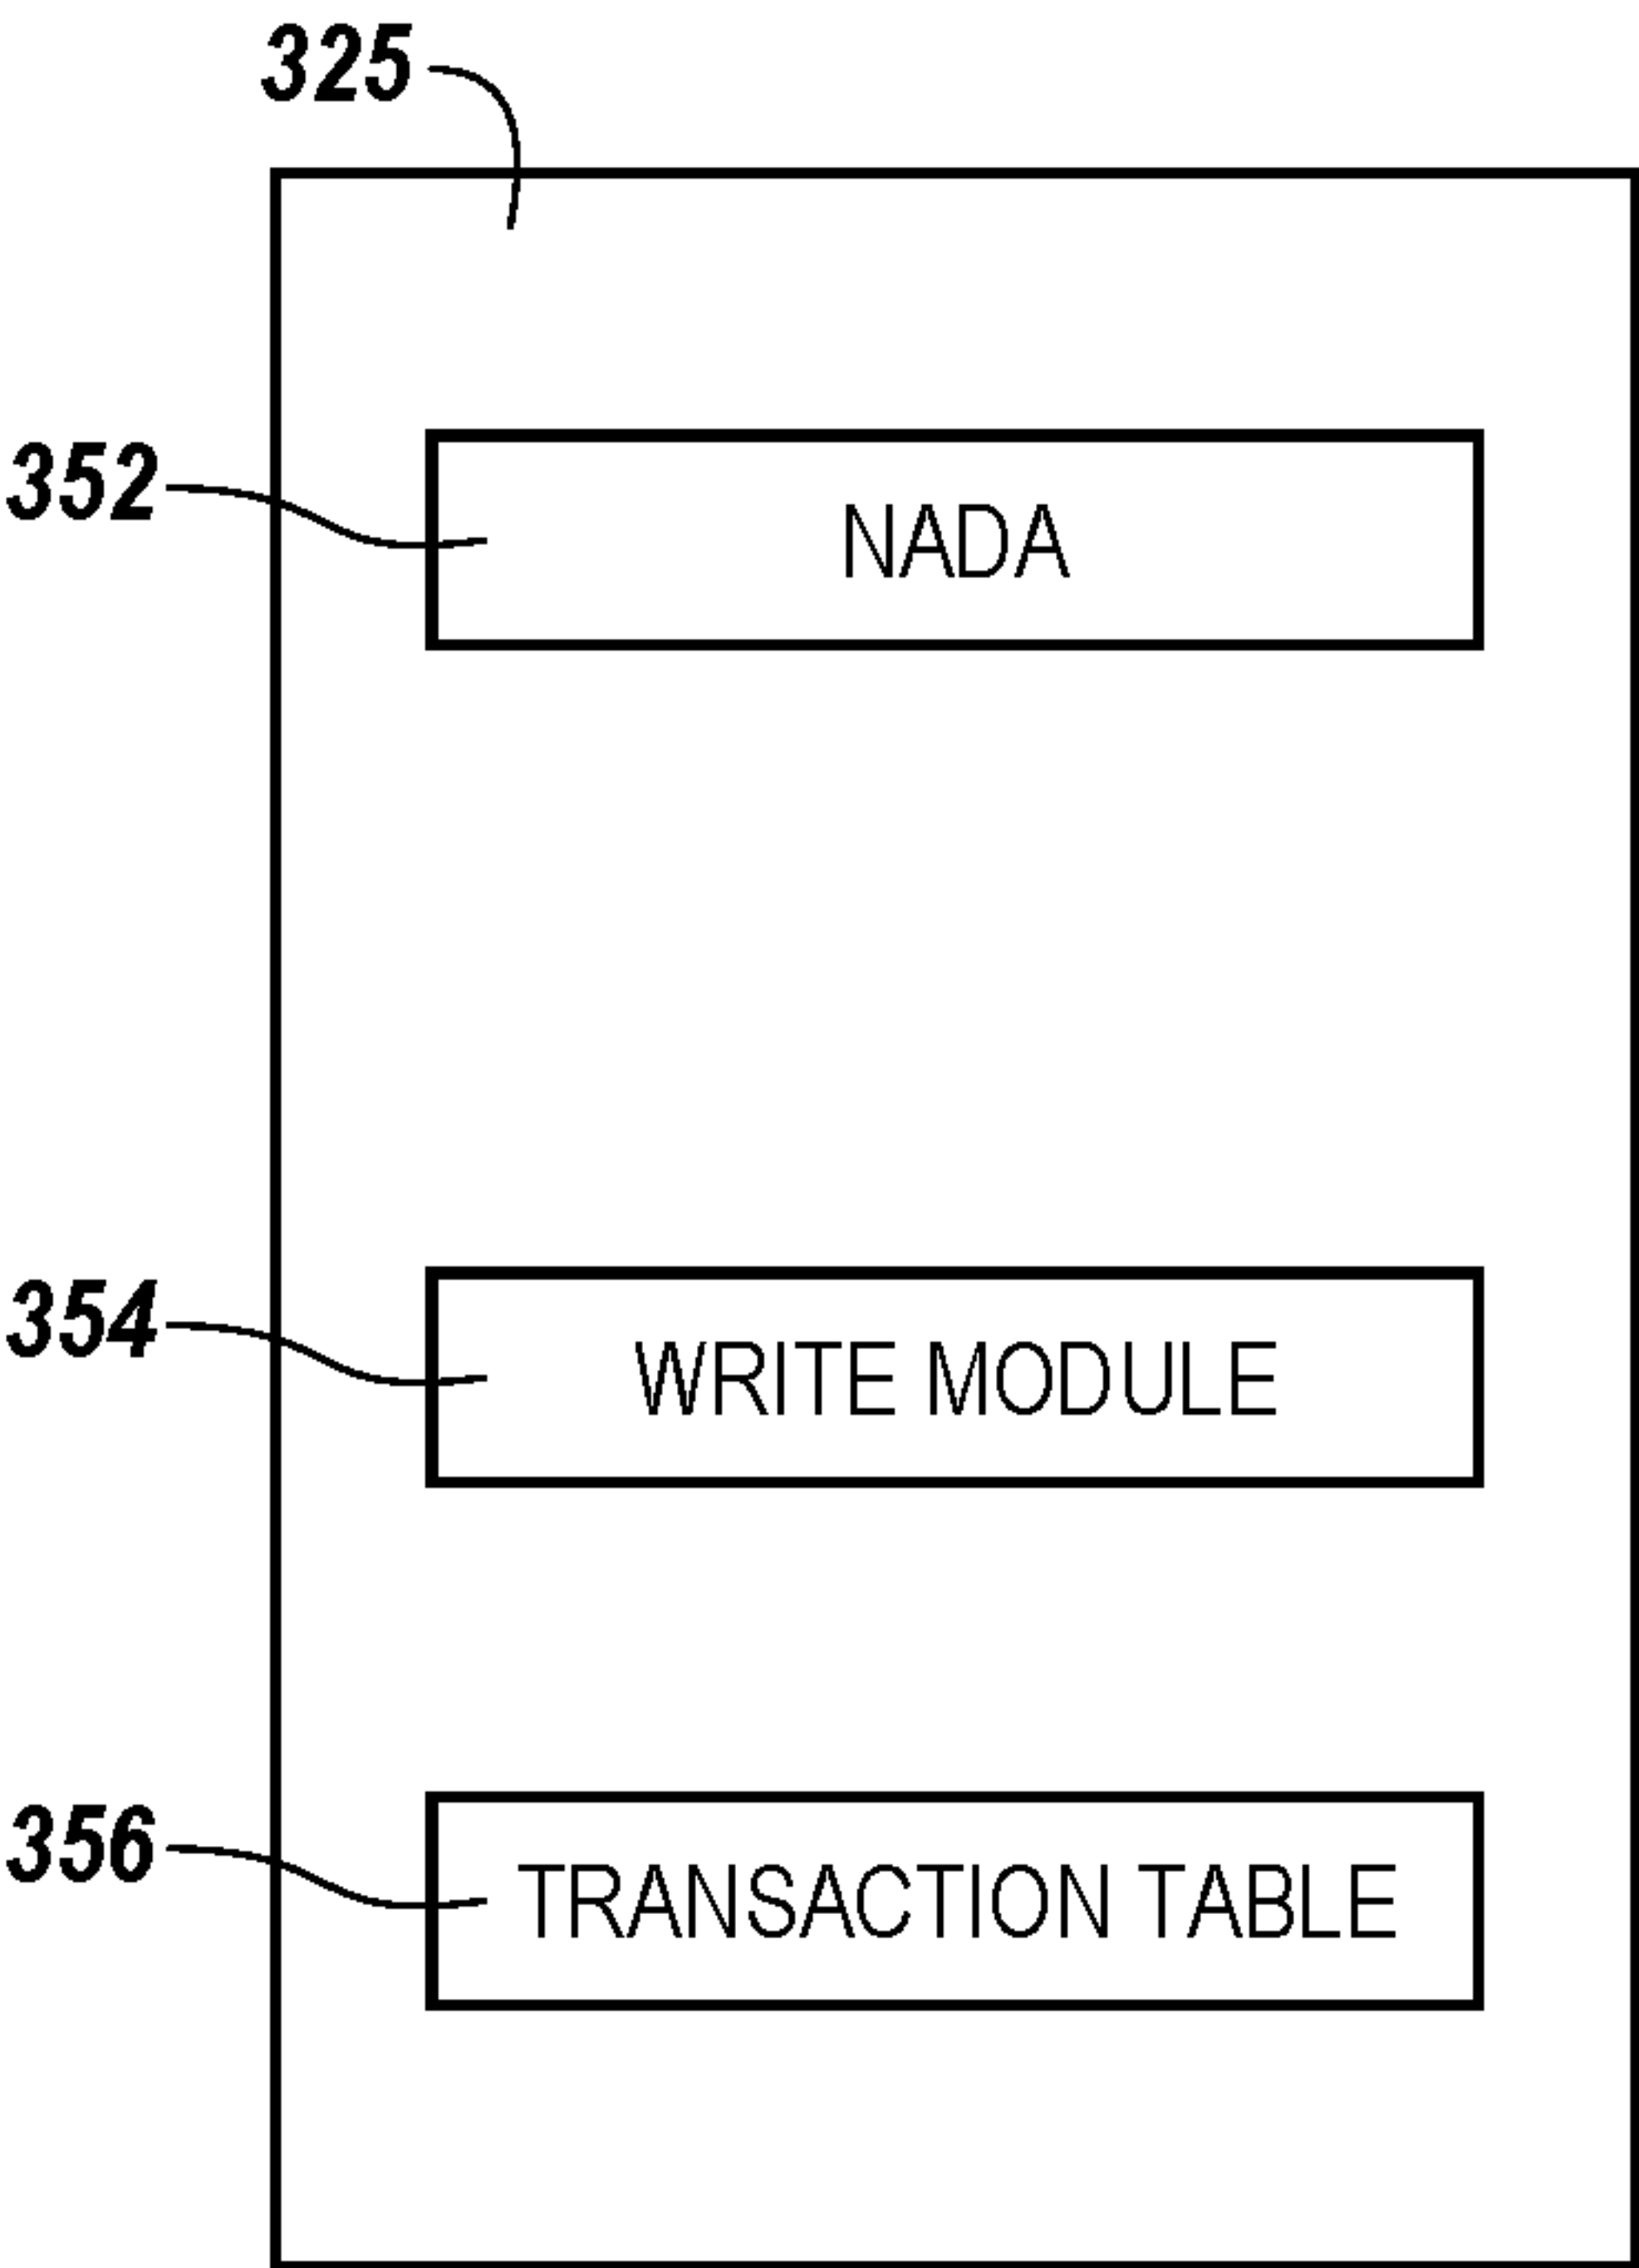 325
352
NADA
354
WRITE MODULE
356
TRANSACTION TABLE